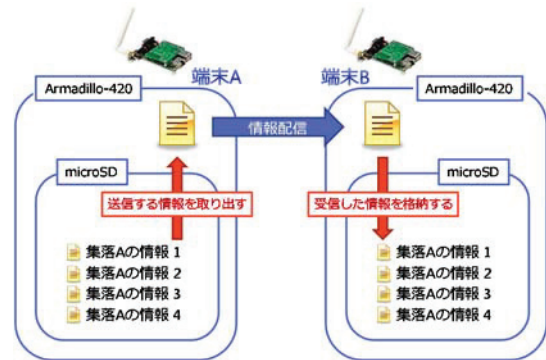 端末A
端末B
Armadillo-420
Armadillo-420
情報配信
microSD
microSD
送信する情報を取り出す
受信した情報を格納する
集落Aの情報 1
集落Aの情報 2
集落Aの情報 3
集落Aの情報 4
集落Aの情報 1
集落Aの情報 2
集落Aの情報 3
集落Aの情報 4